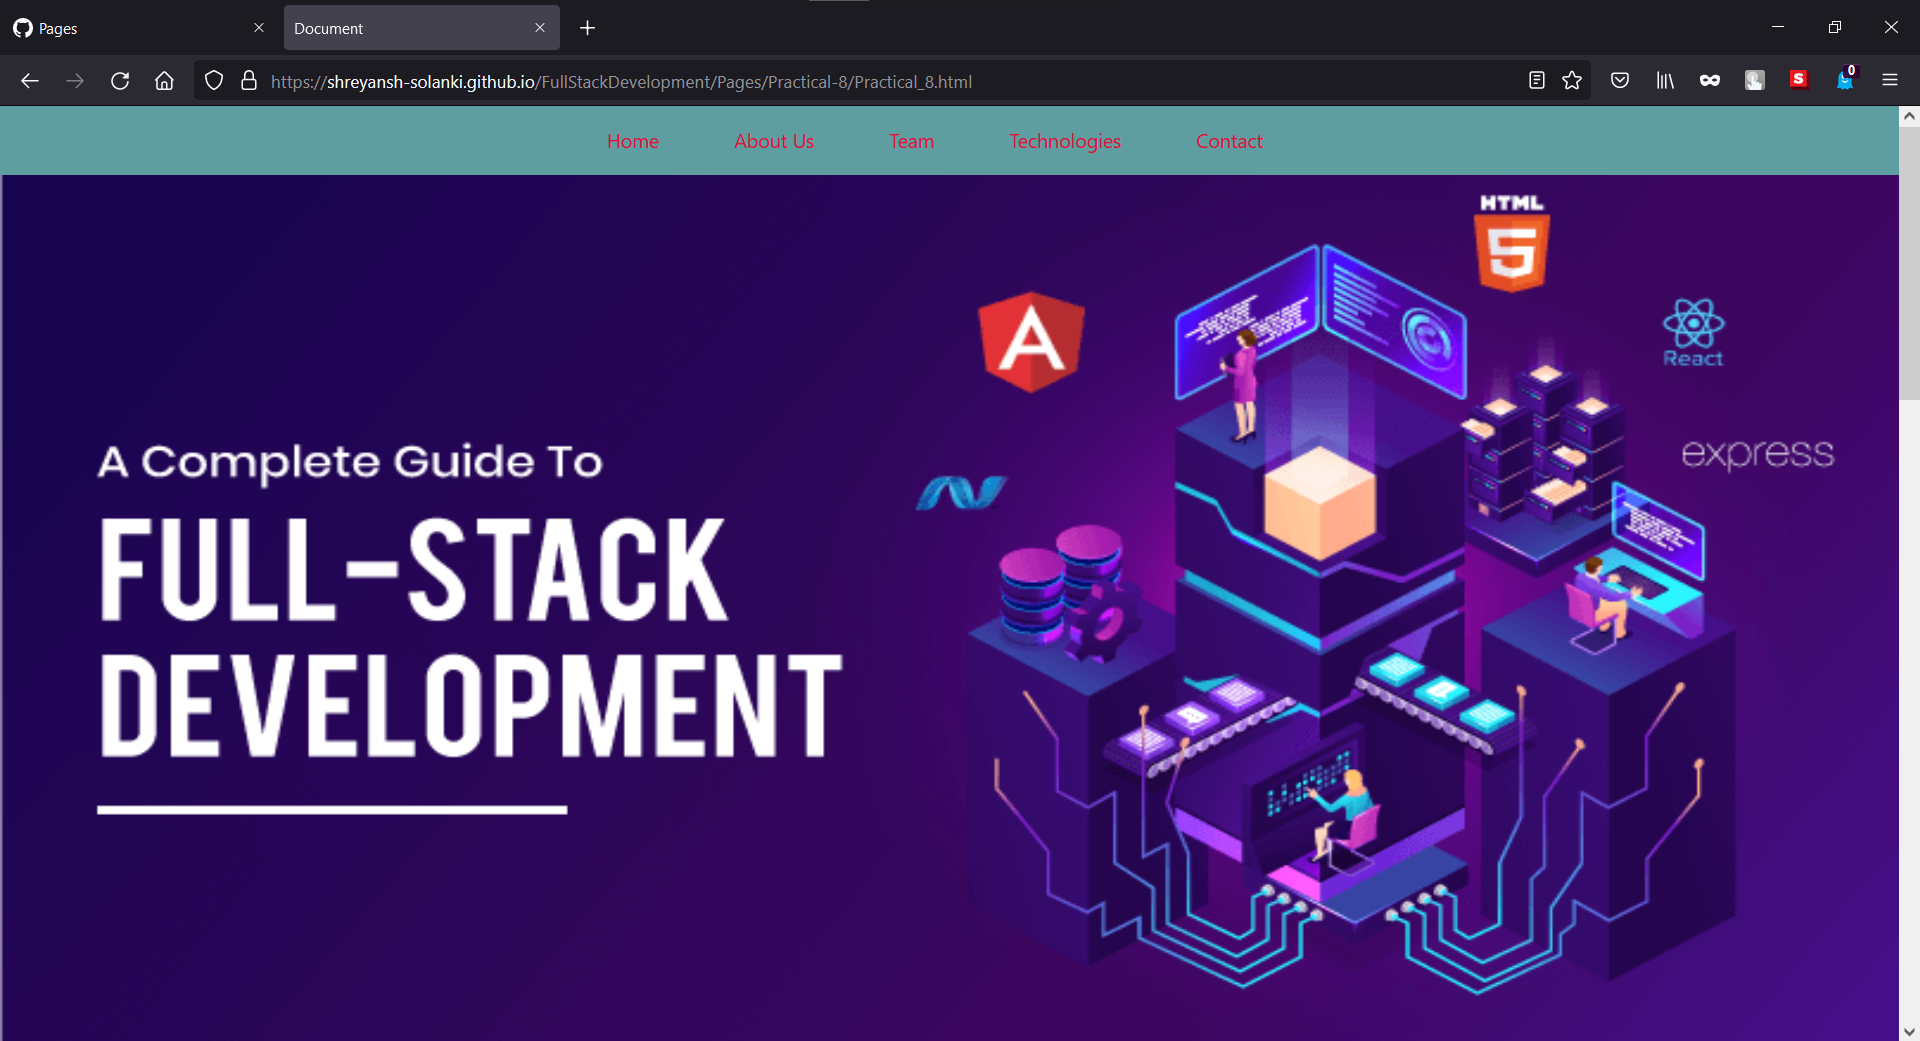 Pages
Document
https://shreyansh-solanki.github.io/FullStackDevelopment/Pages/Practical-8/Practical_8.html
S
0
Home
About Us
Team
Technologies
Contact
HTML
5
A
React
express
A Complete Guide To
FULL-STACK
DEVELOPMENT